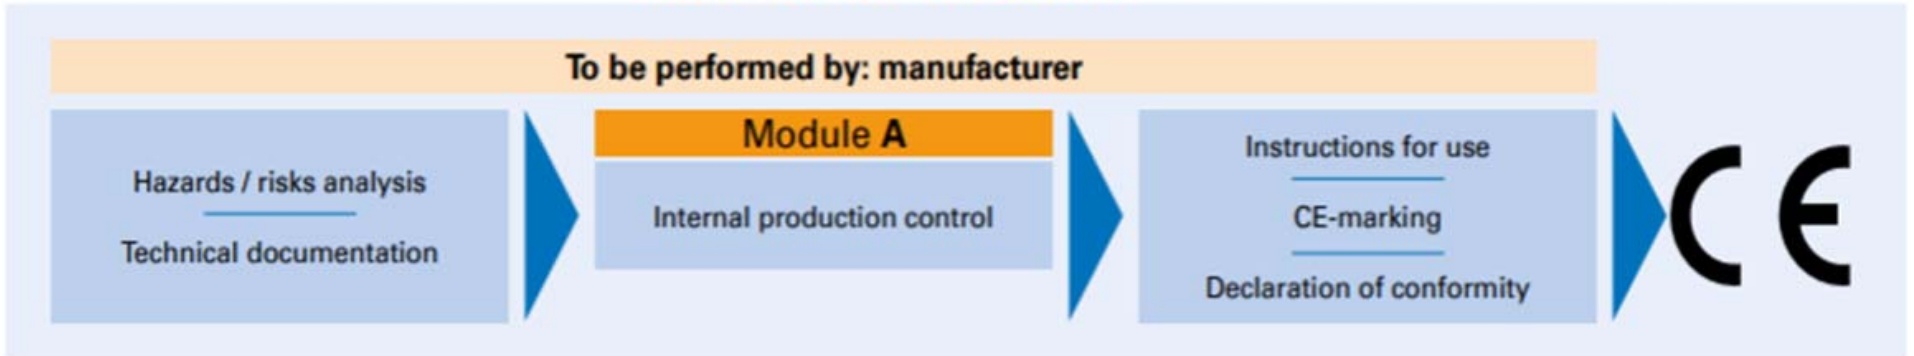 To be performed by: manufacturer
Hazards / risks analysis
Technical documentation
Module A
Internal production control
Instructions for use
CE-marking
Declaration of conformity
CE